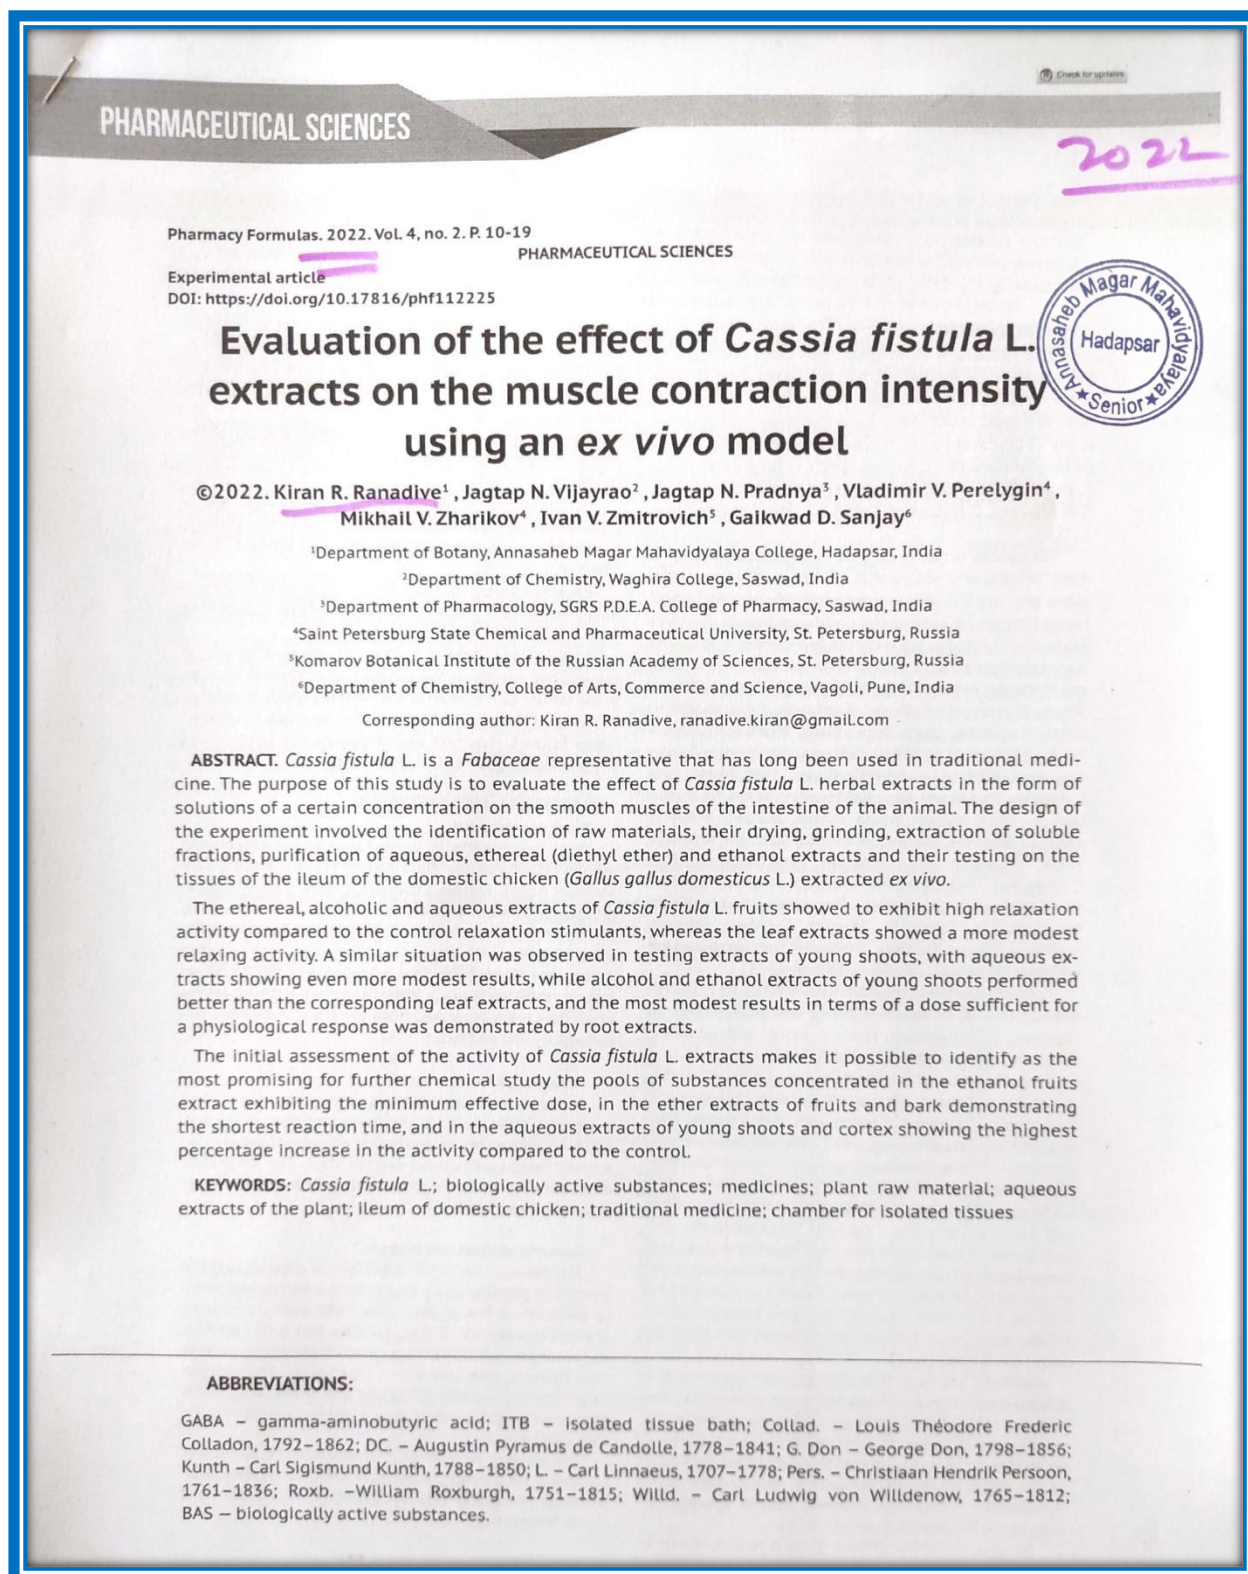 Check for updates
PHARMACEUTICAL SCIENCES
2022
Pharmacy Formulas. 2022. Vol. 4, no. 2. P. 10-19
PHARMACEUTICAL SCIENCES
Experimental article
DOI: https://doi.org/10.17816/phf112225
Annasaheb Magar Mahavidyalaya
Hadapsar
★ Senior ★
Evaluation of the effect of Cassia fistula L.
extracts on the muscle contraction intensity
using an ex vivo model
©2022. Kiran R. Ranadive¹ , Jagtap N. Vijayrao² , Jagtap N. Pradnya³ , Vladimir V. Perelygin⁴ ,
Mikhail V. Zharikov⁴ , Ivan V. Zmitrovich⁵ , Gaikwad D. Sanjay⁶
¹Department of Botany, Annasaheb Magar Mahavidyalaya College, Hadapsar, India
²Department of Chemistry, Waghira College, Saswad, India
³Department of Pharmacology, SGRS P.D.E.A. College of Pharmacy, Saswad, India
⁴Saint Petersburg State Chemical and Pharmaceutical University, St. Petersburg, Russia
⁵Komarov Botanical Institute of the Russian Academy of Sciences, St. Petersburg, Russia
⁶Department of Chemistry, College of Arts, Commerce and Science, Vagoli, Pune, India
Corresponding author: Kiran R. Ranadive, ranadive.kiran@gmail.com
ABSTRACT. Cassia fistula L. is a Fabaceae representative that has long been used in traditional medi-
cine. The purpose of this study is to evaluate the effect of Cassia fistula L. herbal extracts in the form of
solutions of a certain concentration on the smooth muscles of the intestine of the animal. The design of
the experiment involved the identification of raw materials, their drying, grinding, extraction of soluble
fractions, purification of aqueous, ethereal (diethyl ether) and ethanol extracts and their testing on the
tissues of the ileum of the domestic chicken (Gallus gallus domesticus L.) extracted ex vivo.
The ethereal, alcoholic and aqueous extracts of Cassia fistula L. fruits showed to exhibit high relaxation
activity compared to the control relaxation stimulants, whereas the leaf extracts showed a more modest
relaxing activity. A similar situation was observed in testing extracts of young shoots, with aqueous ex-
tracts showing even more modest results, while alcohol and ethanol extracts of young shoots performed
better than the corresponding leaf extracts, and the most modest results in terms of a dose sufficient for
a physiological response was demonstrated by root extracts.
The initial assessment of the activity of Cassia fistula L. extracts makes it possible to identify as the
most promising for further chemical study the pools of substances concentrated in the ethanol fruits
extract exhibiting the minimum effective dose, in the ether extracts of fruits and bark demonstrating
the shortest reaction time, and in the aqueous extracts of young shoots and cortex showing the highest
percentage increase in the activity compared to the control.
KEYWORDS: Cassia fistula L.; biologically active substances; medicines; plant raw material; aqueous
extracts of the plant; ileum of domestic chicken; traditional medicine; chamber for isolated tissues
ABBREVIATIONS:
GABA – gamma-aminobutyric acid; ITB – isolated tissue bath; Collad. – Louis Théodore Frederic
Colladon, 1792–1862; DC. – Augustin Pyramus de Candolle, 1778–1841; G. Don – George Don, 1798–1856;
Kunth – Carl Sigismund Kunth, 1788–1850; L. – Carl Linnaeus, 1707–1778; Pers. – Christiaan Hendrik Persoon,
1761–1836; Roxb. –William Roxburgh, 1751–1815; Willd. – Carl Ludwig von Willdenow, 1765–1812;
BAS – biologically active substances.